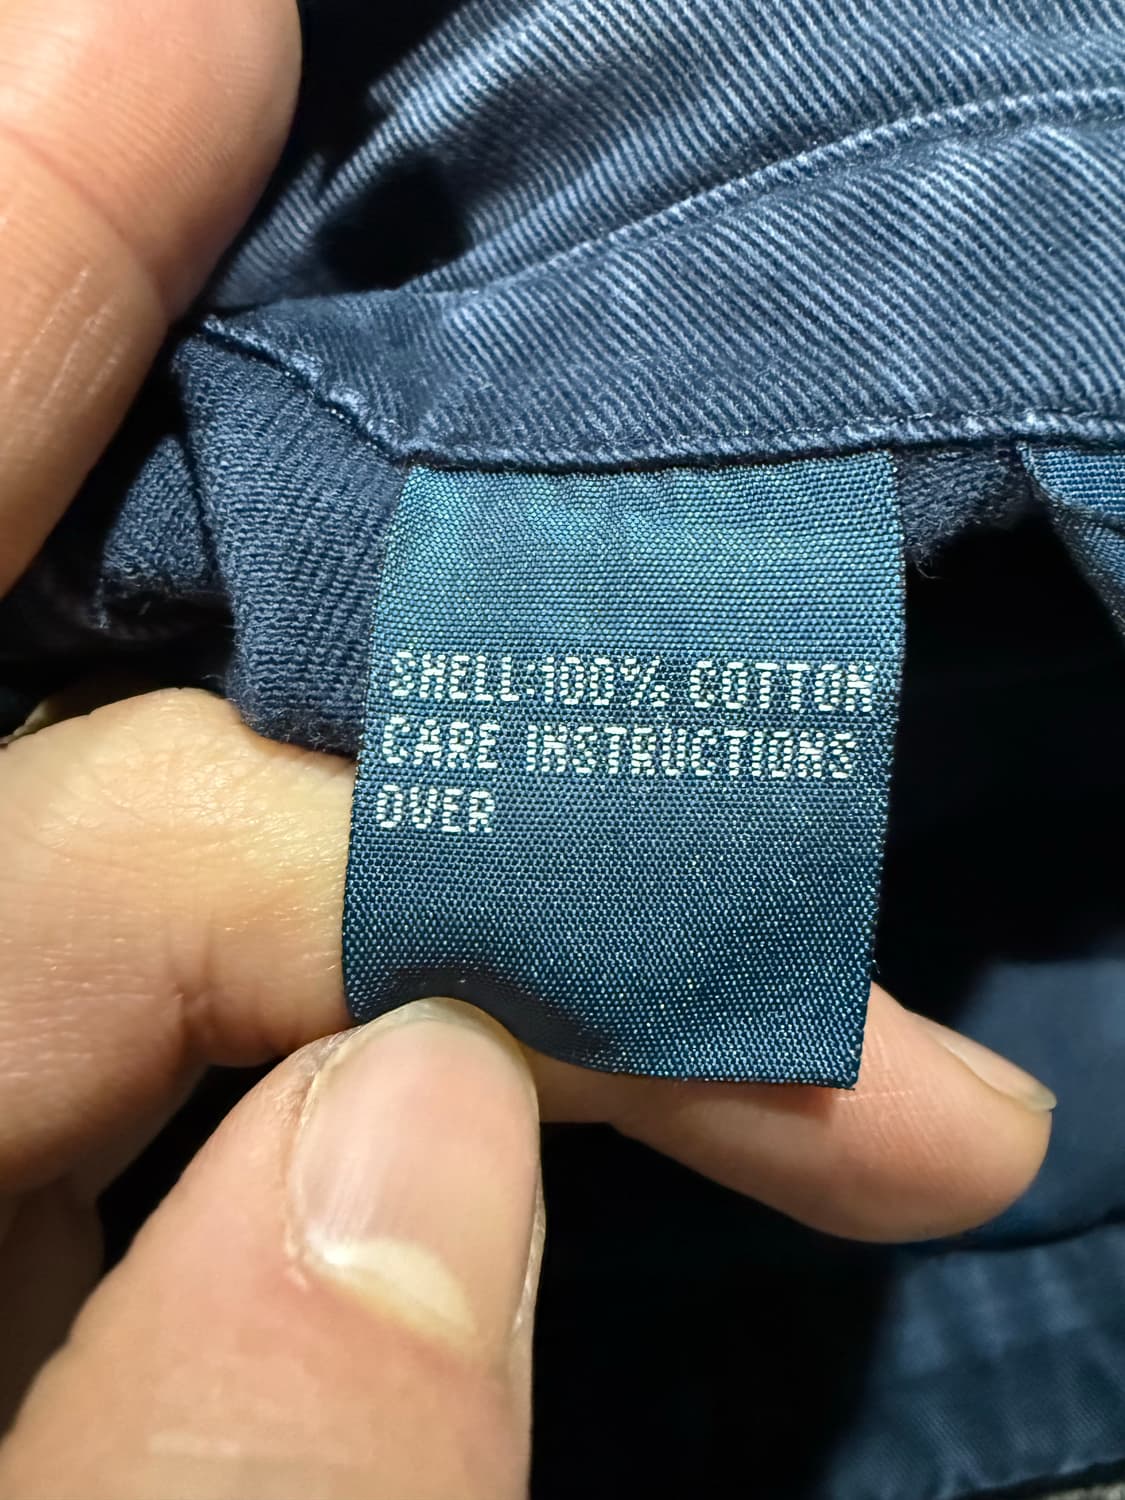 SHELL:100% COTTON
CARE INSTRUCTIONS
OVER